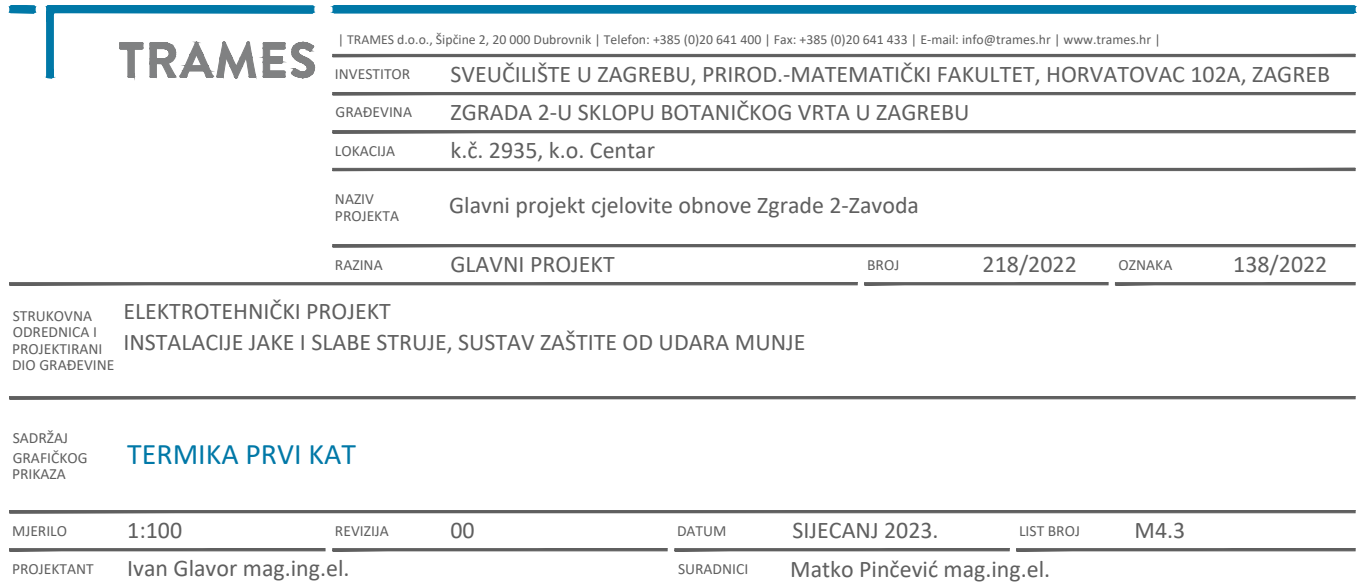 TRAMES
| TRAMES d.o.o., Šipčine 2, 20 000 Dubrovnik | Telefon: +385 (0)20 641 400 | Fax: +385 (0)20 641 433 | E-mail: info@trames.hr | www.trames.hr |
INVESTITOR SVEUČILIŠTE U ZAGREBU, PRIROD.-MATEMATIČKI FAKULTET, HORVATOVAC 102A, ZAGREB
GRAĐEVINA ZGRADA 2-U SKLOPU BOTANIČKOG VRTA U ZAGREBU
LOKACIJA k.č. 2935, k.o. Centar
NAZIV
PROJEKTA Glavni projekt cjelovite obnove Zgrade 2-Zavoda
RAZINA GLAVNI PROJEKT BROJ 218/2022 OZNAKA 138/2022
STRUKOVNA
ODREDNICA I
PROJEKTIRANI
DIO GRAĐEVINE
ELEKTROTEHNIČKI PROJEKT
INSTALACIJE JAKE I SLABE STRUJE, SUSTAV ZAŠTITE OD UDARA MUNJE
SADRŽAJ
GRAFIČKOG
PRIKAZA
TERMIKA PRVI KAT
MJERILO 1:100 REVIZIJA 00 DATUM SIJECANJ 2023. LIST BROJ M4.3
PROJEKTANT Ivan Glavor mag.ing.el. SURADNICI Matko Pinčević mag.ing.el.